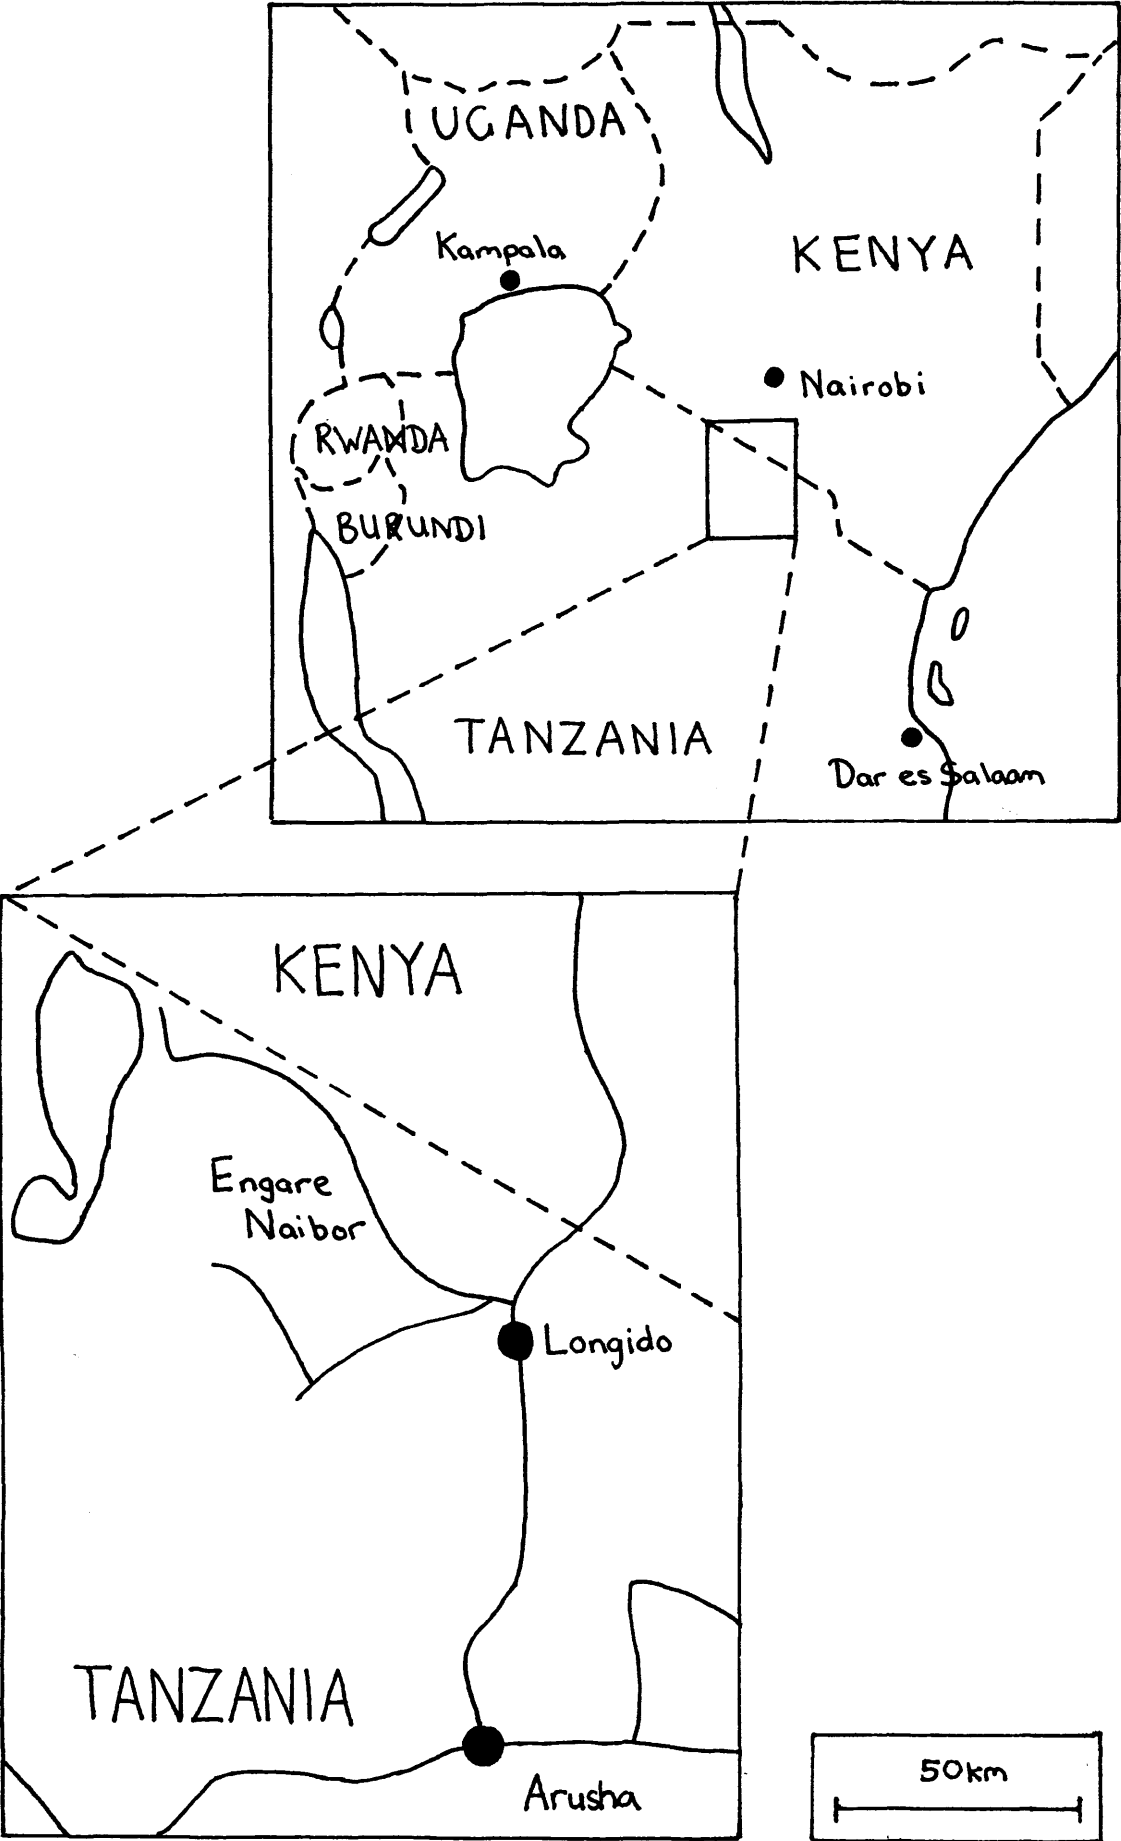 UGANDA
Kampala
KENYA
Nairobi
RWANDA
BURUNDI
TANZANIA
Dar es Salaam
KENYA
Engare
Naibor
Longido
TANZANIA
Arusha
50km